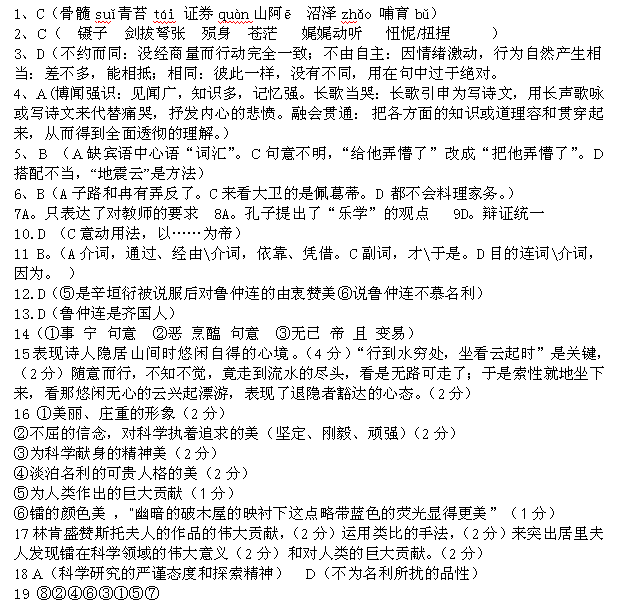 1、C（骨髓 suǐ青苔 tái 证券 quàn山阿ē  沼泽zhǎo 哺育bǔ）
2、C（ 镊子 剑拔弩张 殒身 苍茫  娓娓动听  忸怩/扭捏    ）
3、D（不约而同：没经商量而行动完全一致；不由自主：因情绪激动，行为自然产生相
当：差不多，能相抵；相同：彼此一样，没有不同，用在句中过于绝对。
4、A(博闻强识：见闻广，知识多，记忆强。长歌当哭：长歌引申为写诗文，用长声歌咏
或写诗文来代替痛哭，抒发内心的悲愤。融会贯通：把各方面的知识或道理容和贯穿起
来，从而得到全面透彻的理解。）
5、B （A缺宾语中心语“词汇”。C句意不明，“给他弄懵了”改成“把他弄懵了”。D
搭配不当，“地震云”是方法）
6、B（A子路和冉有弄反了。C来看大卫的是佩葛蒂。D 都不会料理家务。）
7A。只表达了对教师的要求  8A。孔子提出了“乐学”的观点  9D。辩证统一
10.D （C意动用法，以……为帝）
11 B。（A介词，通过、经由\介词，依靠、凭借。C副词，才\于是。D目的连词\介词，
因为。 ）
12.D（⑤是辛垣衍被说服后对鲁仲连的由衷赞美⑥说鲁仲连不慕名利）
13.D（鲁仲连是齐国人）
14（①事 宁 句意  ②恶 烹醢 句意  ③无已 帝 且 变易）
15表现诗人隐居山间时悠闲自得的心境。（4分）“行到水穷处，坐看云起时”是关键，
（2分）随意而行，不知不觉，竟走到流水的尽头，看是无路可走了；于是索性就地坐下
来，看那悠闲无心的云兴起漂游，表现了退隐者豁达的心态。（2分）
16 ①美丽、庄重的形象（2分）
②不屈的信念，对科学执着追求的美（坚定、刚毅、顽强）（2分）
③为科学献身的精神美（2分）
④淡泊名利的可贵人格的美（2分）
⑤为人类作出的巨大贡献（1分）
⑥镭的颜色美 ，"幽暗的破木屋的映衬下这点略带蓝色的荧光显得更美”（1分）
17林肯盛赞斯托夫人的作品的伟大贡献，（2分）运用类比的手法，（2分）来突出居里夫
人发现镭在科学领域的伟大意义（2分）和对人类的巨大贡献。（2分）
18 A（科学研究的严谨态度和探索精神）  D（不为名利所扰的品性）
19 ⑧②④⑥③①⑤⑦